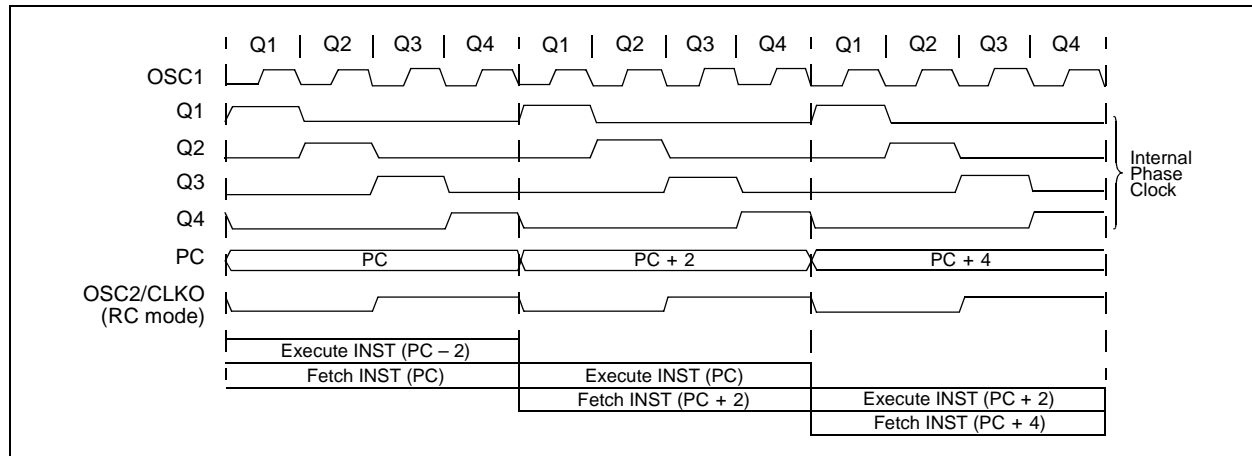 Q1 Q2 Q3 Q4 Q1 Q2 Q3 Q4 Q1 Q2 Q3 Q4
OSC1
Q1
Q2
Q3
Q4
Internal
Phase
Clock
PC PC PC + 2 PC + 4
OSC2/CLKO
(RC mode)
Execute INST (PC – 2)
Fetch INST (PC) Execute INST (PC)
Fetch INST (PC + 2) Execute INST (PC + 2)
Fetch INST (PC + 4)